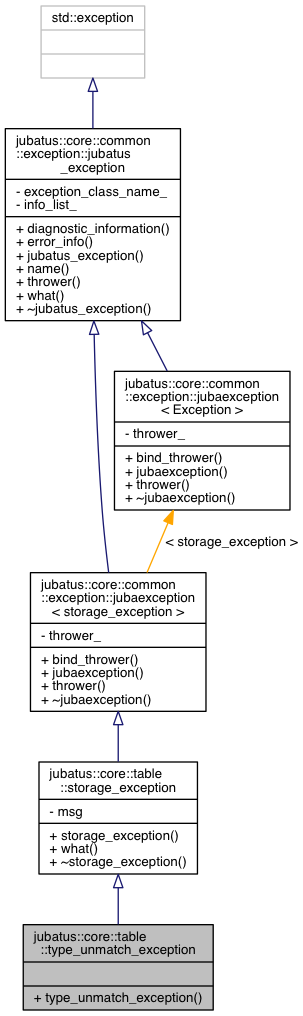 std::exception
jubatus::core::common
::exception::jubatus
_exception
- exception_class_name_
- info_list_
+ diagnostic_information()
+ error_info()
+ jubatus_exception()
+ name()
+ thrower()
+ what()
+ ~jubatus_exception()
jubatus::core::common
::exception::jubaexception
< Exception >
- thrower_
+ bind_thrower()
+ jubaexception()
+ thrower()
+ ~jubaexception()
< storage_exception >
jubatus::core::common
::exception::jubaexception
< storage_exception >
- thrower_
+ bind_thrower()
+ jubaexception()
+ thrower()
+ ~jubaexception()
jubatus::core::table
::storage_exception
- msg
+ storage_exception()
+ what()
+ ~storage_exception()
jubatus::core::table
::type_unmatch_exception
+ type_unmatch_exception()